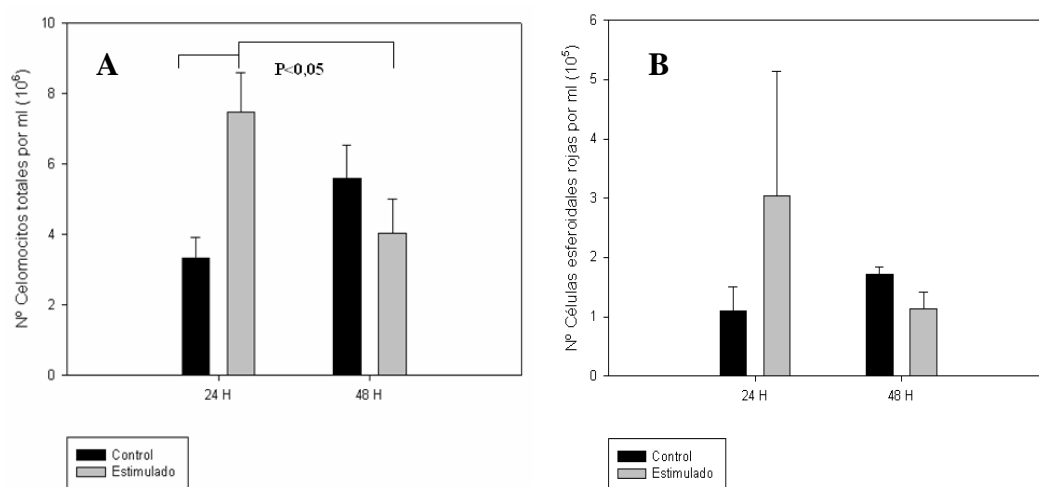 A
P<0,05
Nº Celomocitos totales por ml (10⁶)
10
8
6
4
2
0
24 H
48 H
Control
Estimulado
B
Nº Células esferoidales rojas por ml (10⁵)
6
5
4
3
2
1
0
24 H
48 H
Control
Estimulado